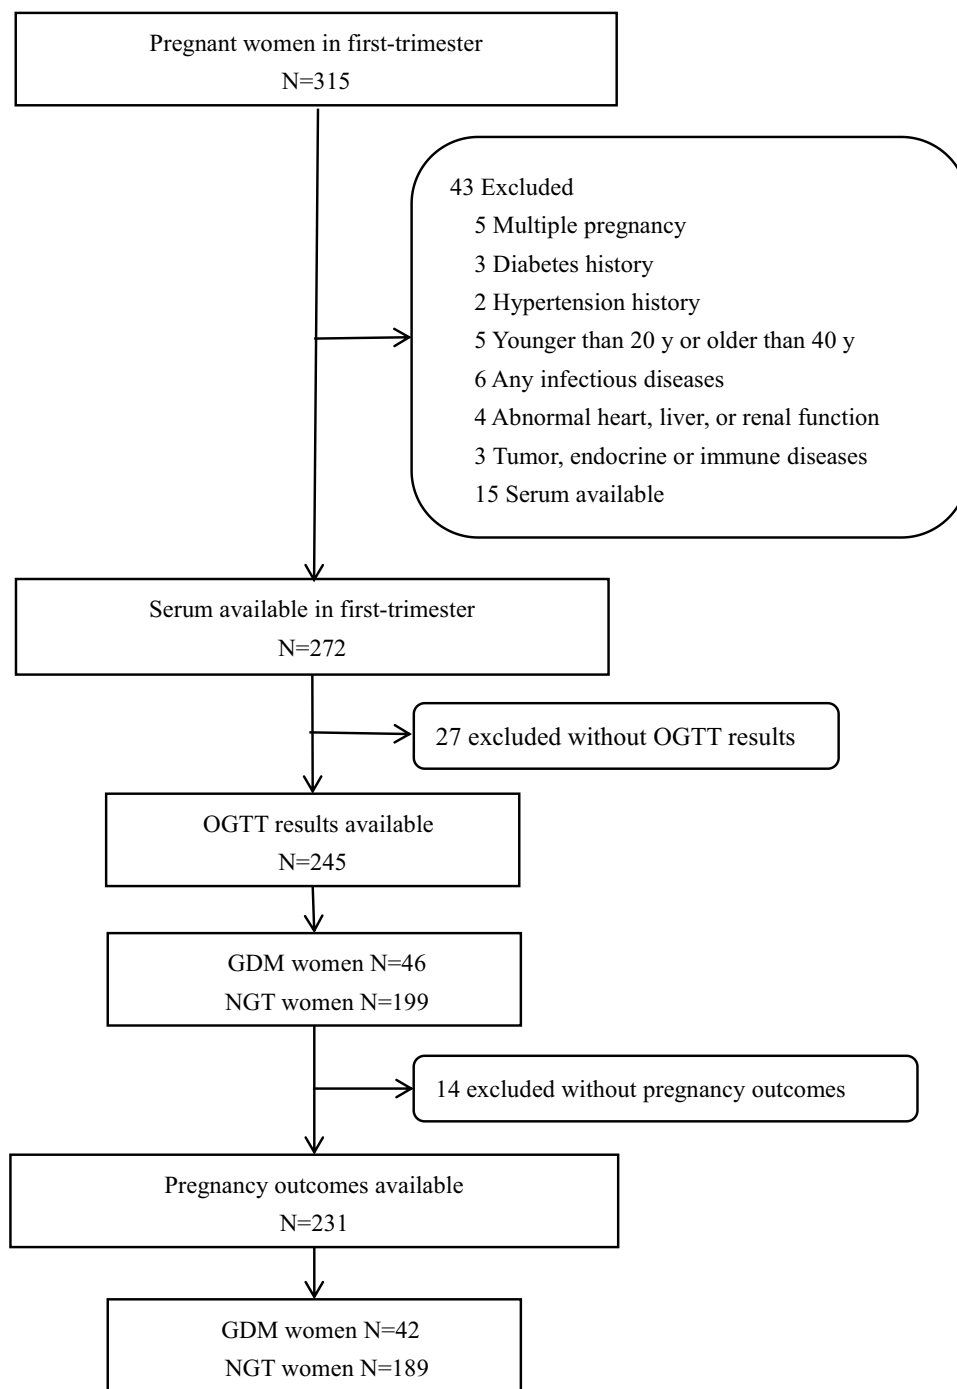 Pregnant women in first-trimester
N=315
43 Excluded
5 Multiple pregnancy
3 Diabetes history
2 Hypertension history
5 Younger than 20 y or older than 40 y
6 Any infectious diseases
4 Abnormal heart, liver, or renal function
3 Tumor, endocrine or immune diseases
15 Serum available
Serum available in first-trimester
N=272
27 excluded without OGTT results
OGTT results available
N=245
GDM women N=46
NGT women N=199
14 excluded without pregnancy outcomes
Pregnancy outcomes available
N=231
GDM women N=42
NGT women N=189